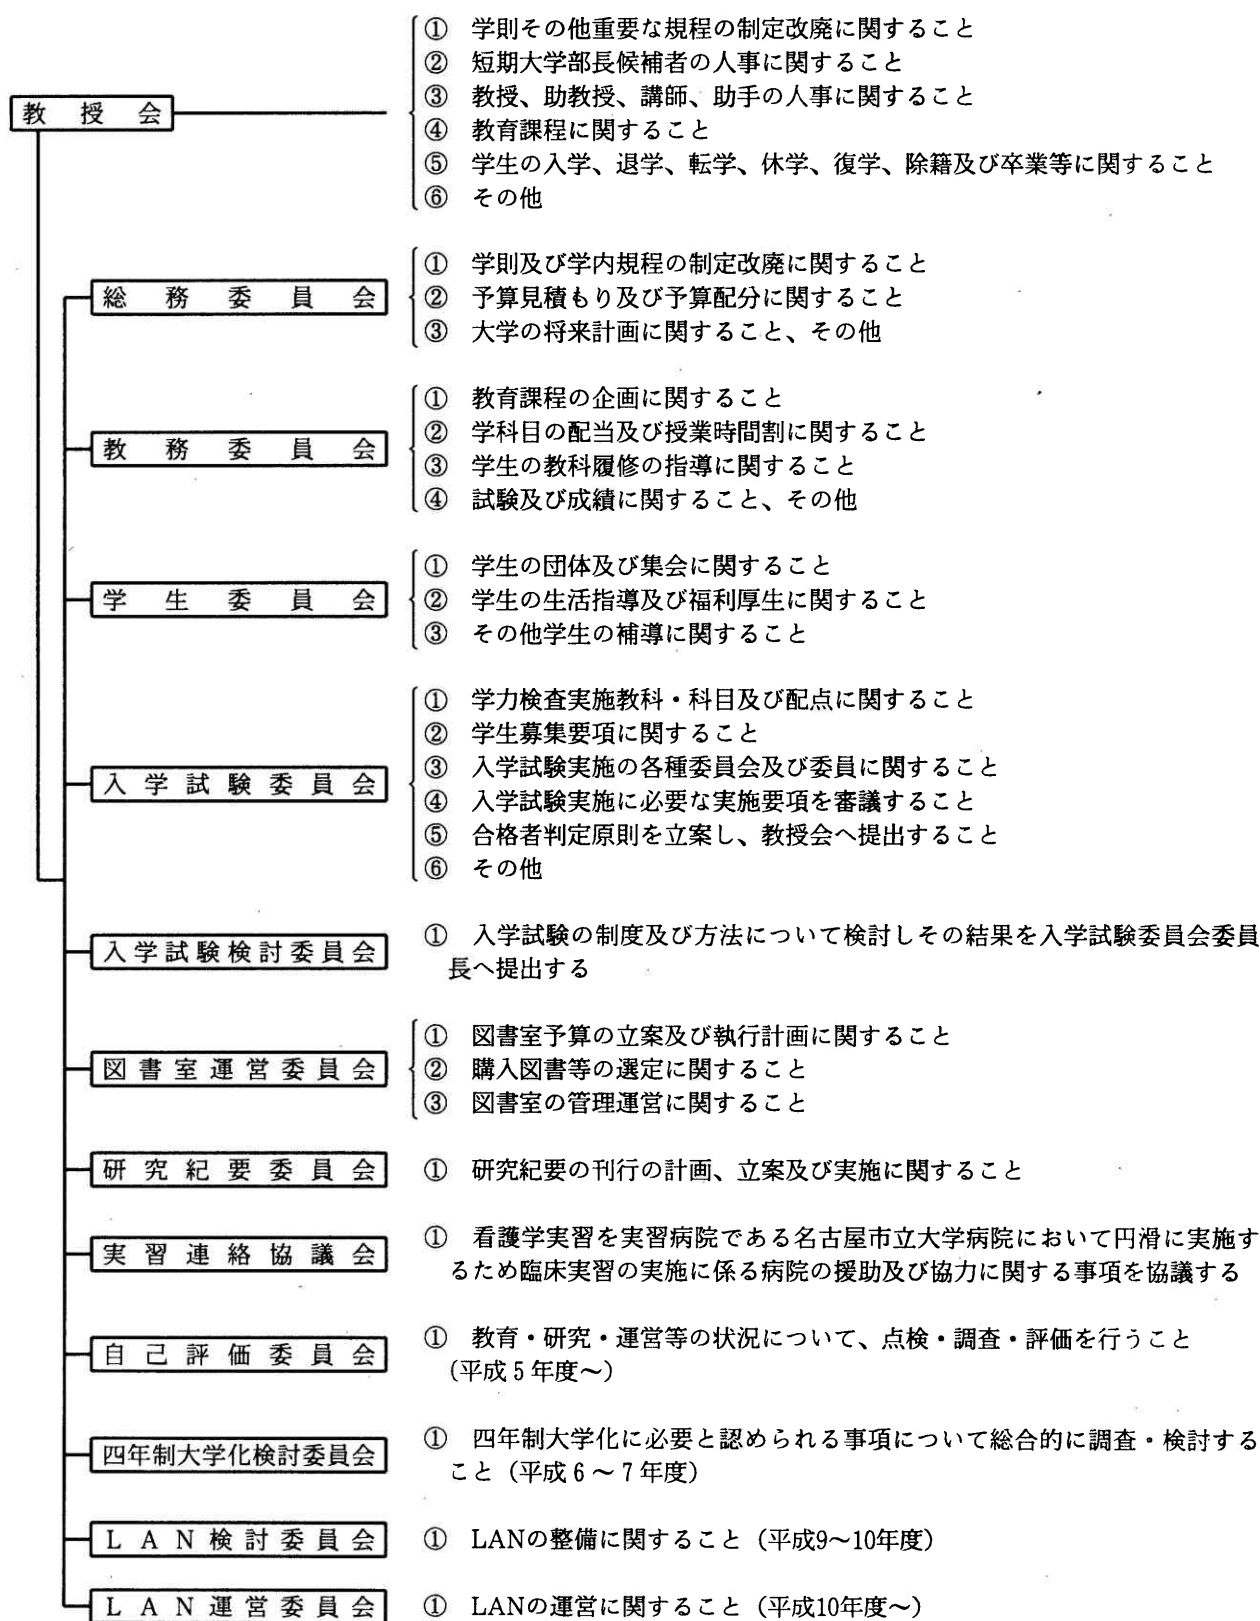 教授会
① 学則その他重要な規程の制定改廃に関すること
② 短期大学部長候補者の人事に関すること
③ 教授、助教授、講師、助手の人事に関すること
④ 教育課程に関すること
⑤ 学生の入学、退学、転学、休学、復学、除籍及び卒業等に関すること
⑥ その他
総務委員会
① 学則及び学内規程の制定改廃に関すること
② 予算見積もり及び予算配分に関すること
③ 大学の将来計画に関すること、その他
教務委員会
① 教育課程の企画に関すること
② 学科目の配当及び授業時間割に関すること
③ 学生の教科履修の指導に関すること
④ 試験及び成績に関すること、その他
学生委員会
① 学生の団体及び集会に関すること
② 学生の生活指導及び福利厚生に関すること
③ その他学生の補導に関すること
入学試験委員会
① 学力検査実施教科・科目及び配点に関すること
② 学生募集要項に関すること
③ 入学試験実施の各種委員会及び委員に関すること
④ 入学試験実施に必要な実施要項を審議すること
⑤ 合格者判定原則を立案し、教授会へ提出すること
⑥ その他
入学試験検討委員会
① 入学試験の制度及び方法について検討しその結果を入学試験委員会委員
長へ提出する
図書室運営委員会
① 図書室予算の立案及び執行計画に関すること
② 購入図書等の選定に関すること
③ 図書室の管理運営に関すること
研究紀要委員会
① 研究紀要の刊行の計画、立案及び実施に関すること
実習連絡協議会
① 看護学実習を実習病院である名古屋市立大学病院において円滑に実施す
るため臨床実習の実施に係る病院の援助及び協力に関する事項を協議する
自己評価委員会
① 教育・研究・運営等の状況について、点検・調査・評価を行うこと
(平成5年度〜)
四年制大学化検討委員会
① 四年制大学化に必要と認められる事項について総合的に調査・検討する
こと(平成6〜7年度)
LAN検討委員会
① LANの整備に関すること(平成9〜10年度)
LAN運営委員会
① LANの運営に関すること(平成10年度〜)